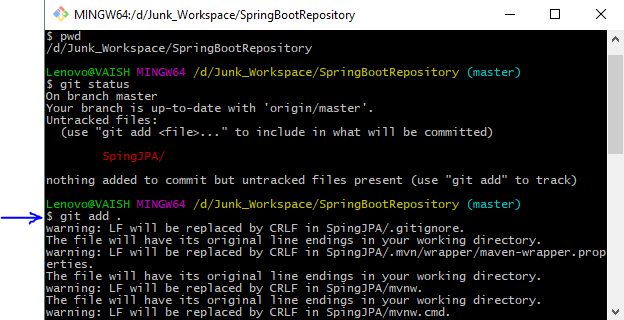 MINGW64:/d/Junk_Workspace/SpringBootRepository
$ pwd
/d/Junk_Workspace/SpringBootRepository
Lenovo@VAISH MINGW64 /d/Junk_Workspace/SpringBootRepository (master)
$ git status
On branch master
Your branch is up-to-date with 'origin/master'.
Untracked files:
(use "git add <file>..." to include in what will be committed)
SpingJPA/
nothing added to commit but untracked files present (use "git add" to track)
Lenovo@VAISH MINGW64 /d/Junk_Workspace/SpringBootRepository (master)
$ git add .
warning: LF will be replaced by CRLF in SpingJPA/.gitignore.
The file will have its original line endings in your working directory.
warning: LF will be replaced by CRLF in SpingJPA/.mvn/wrapper/maven-wrapper.prop
erties.
The file will have its original line endings in your working directory.
warning: LF will be replaced by CRLF in SpingJPA/mvnw.
The file will have its original line endings in your working directory.
warning: LF will be replaced by CRLF in SpingJPA/mvnw.cmd.